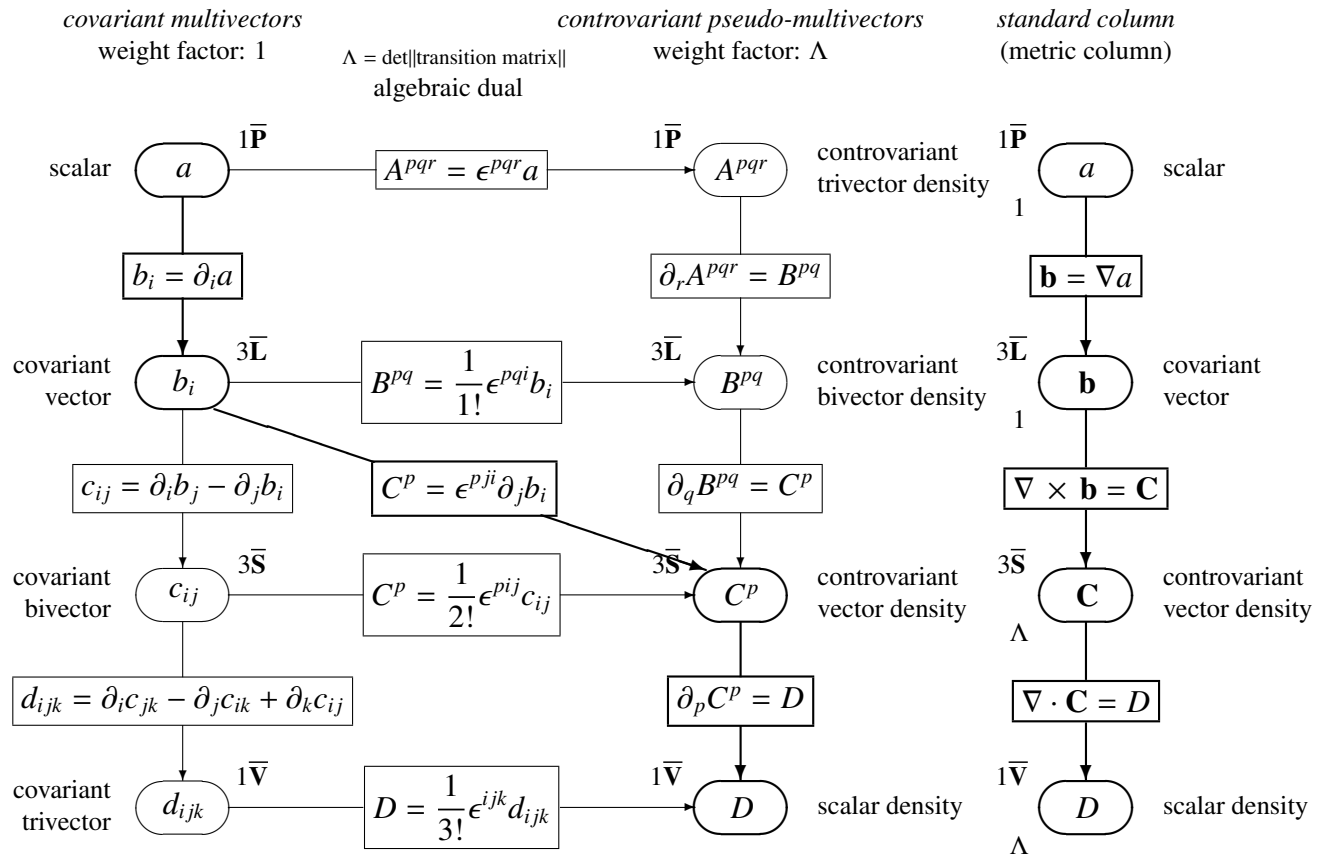 covariant multivectors controvariant pseudo-multivectors standard column
weight factor: 1 weight factor: Λ (metric column)
Λ = det||transition matrix||
algebraic dual
1P̅ 1P̅ 1P̅
scalar a A^{pqr} = ϵ^{pqr} a A^{pqr} controvariant trivector density a scalar
1
b_i = ∂_i a ∂_r A^{pqr} = B^{pq} b = ∇a
3L̅ 3L̅ 3L̅
covariant vector b_i B^{pq} = \frac{1}{1!} ϵ^{pqi} b_i B^{pq} controvariant bivector density b covariant vector
1
c_{ij} = ∂_i b_j − ∂_j b_i C^p = ϵ^{pji} ∂_j b_i ∂_q B^{pq} = C^p ∇ × b = C
3S̅ 3S̅ 3S̅
covariant bivector c_{ij} C^p = \frac{1}{2!} ϵ^{pij} c_{ij} C^p controvariant vector density C controvariant vector density
Λ
d_{ijk} = ∂_i c_{jk} − ∂_j c_{ik} + ∂_k c_{ij} ∂_p C^p = D ∇ · C = D
1V̅ 1V̅ 1V̅
covariant trivector d_{ijk} D = \frac{1}{3!} ϵ^{ijk} d_{ijk} D scalar density D scalar density
Λ